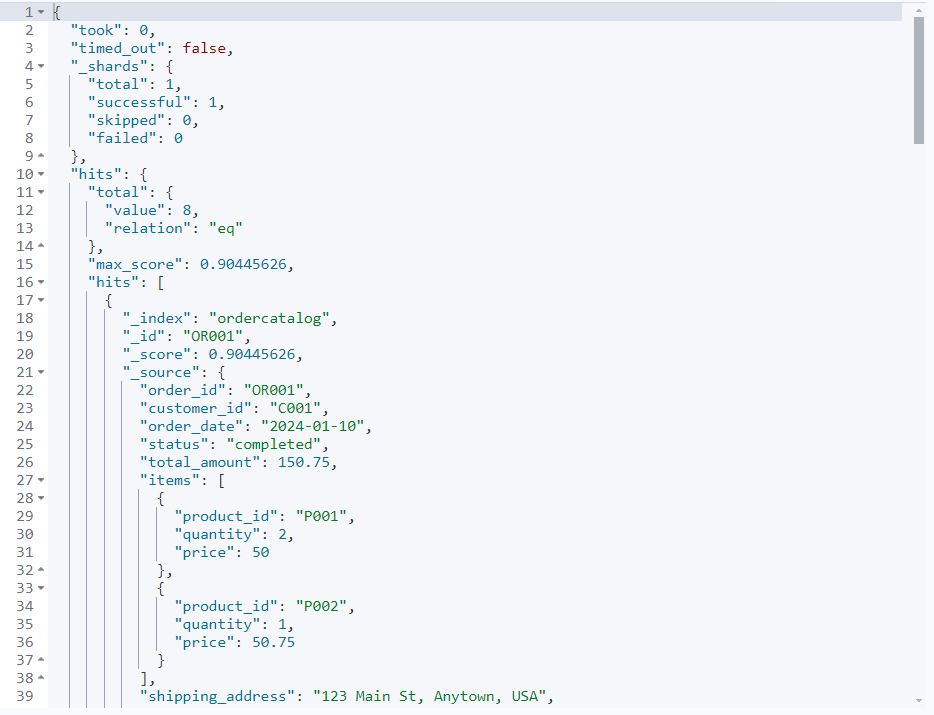 1 {
2 "took": 0,
3 "timed_out": false,
4 "_shards": {
5 "total": 1,
6 "successful": 1,
7 "skipped": 0,
8 "failed": 0
9 },
10 "hits": {
11 "total": {
12 "value": 8,
13 "relation": "eq"
14 },
15 "max_score": 0.90445626,
16 "hits": [
17 {
18 "_index": "ordercatalog",
19 "_id": "OR001",
20 "_score": 0.90445626,
21 "_source": {
22 "order_id": "OR001",
23 "customer_id": "C001",
24 "order_date": "2024-01-10",
25 "status": "completed",
26 "total_amount": 150.75,
27 "items": [
28 {
29 "product_id": "P001",
30 "quantity": 2,
31 "price": 50
32 },
33 {
34 "product_id": "P002",
35 "quantity": 1,
36 "price": 50.75
37 }
38 ],
39 "shipping_address": "123 Main St, Anytown, USA",